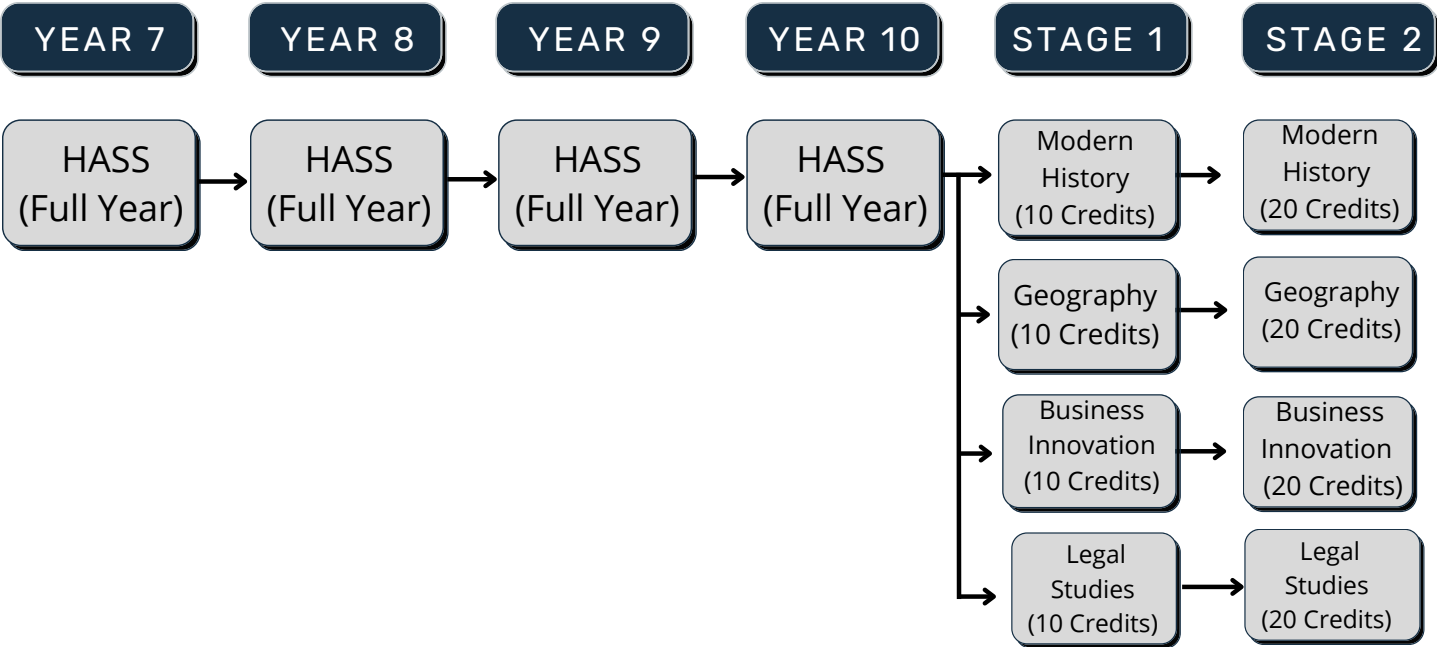 YEAR 7
YEAR 8
YEAR 9
YEAR 10
STAGE 1
STAGE 2
HASS
(Full Year)
HASS
(Full Year)
HASS
(Full Year)
HASS
(Full Year)
Modern
History
(10 Credits)
Modern
History
(20 Credits)
Geography
(10 Credits)
Geography
(20 Credits)
Business
Innovation
(10 Credits)
Business
Innovation
(20 Credits)
Legal
Studies
(10 Credits)
Legal
Studies
(20 Credits)